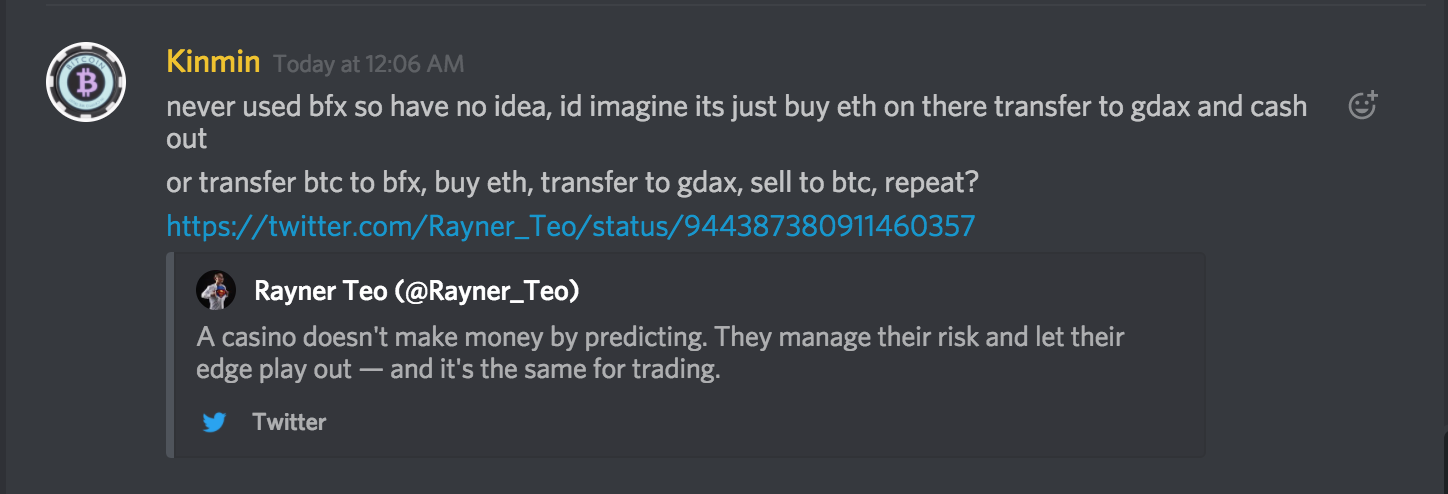 Kinmin Today at 12:06 AM
never used bfx so have no idea, id imagine its just buy eth on there transfer to gdax and cash
out
or transfer btc to bfx, buy eth, transfer to gdax, sell to btc, repeat?
https://twitter.com/Rayner_Teo/status/944387380911460357
Rayner Teo (@Rayner_Teo)
A casino doesn't make money by predicting. They manage their risk and let their
edge play out — and it's the same for trading.
Twitter
BITCOIN